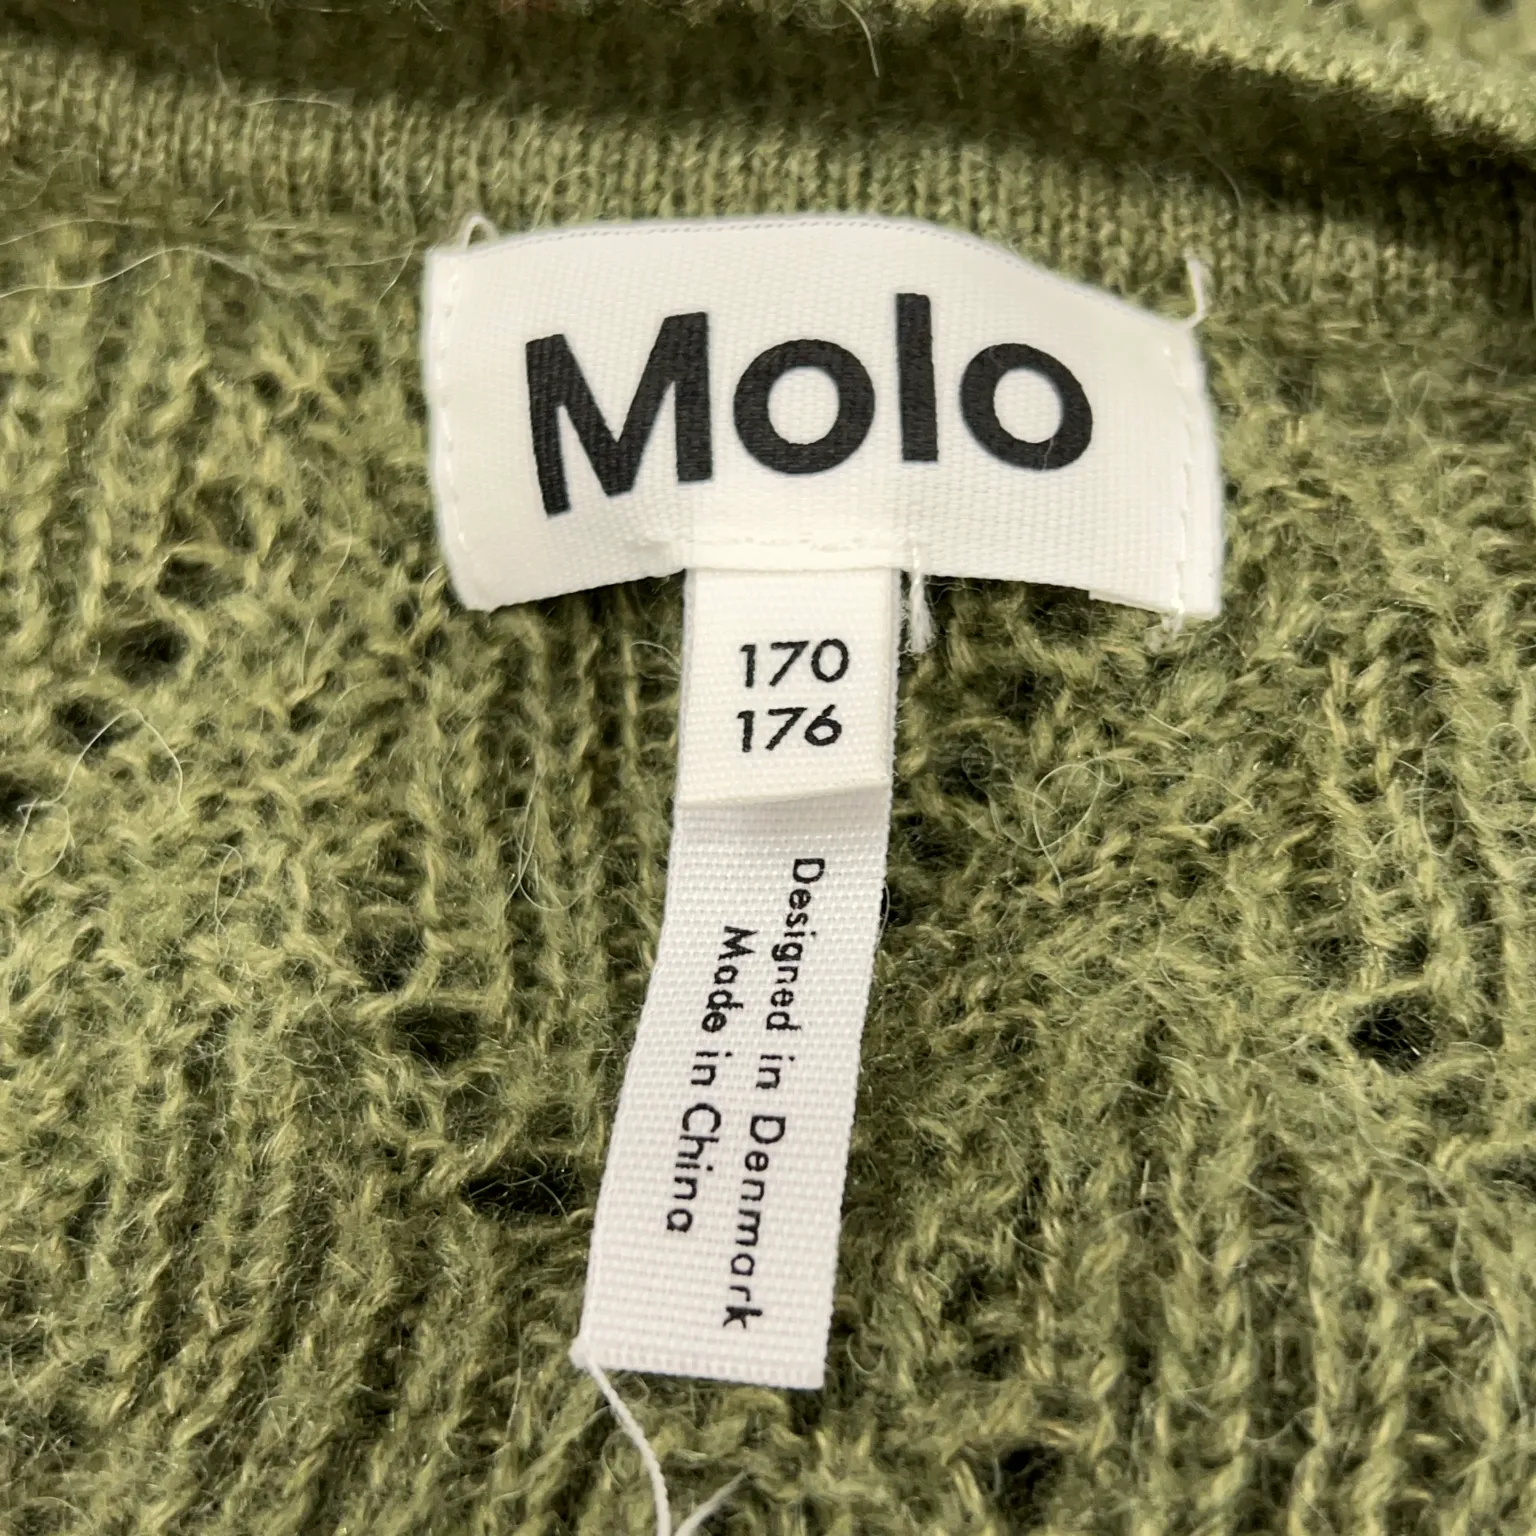 Molo
170
176
Designed in Denmark
Made in China